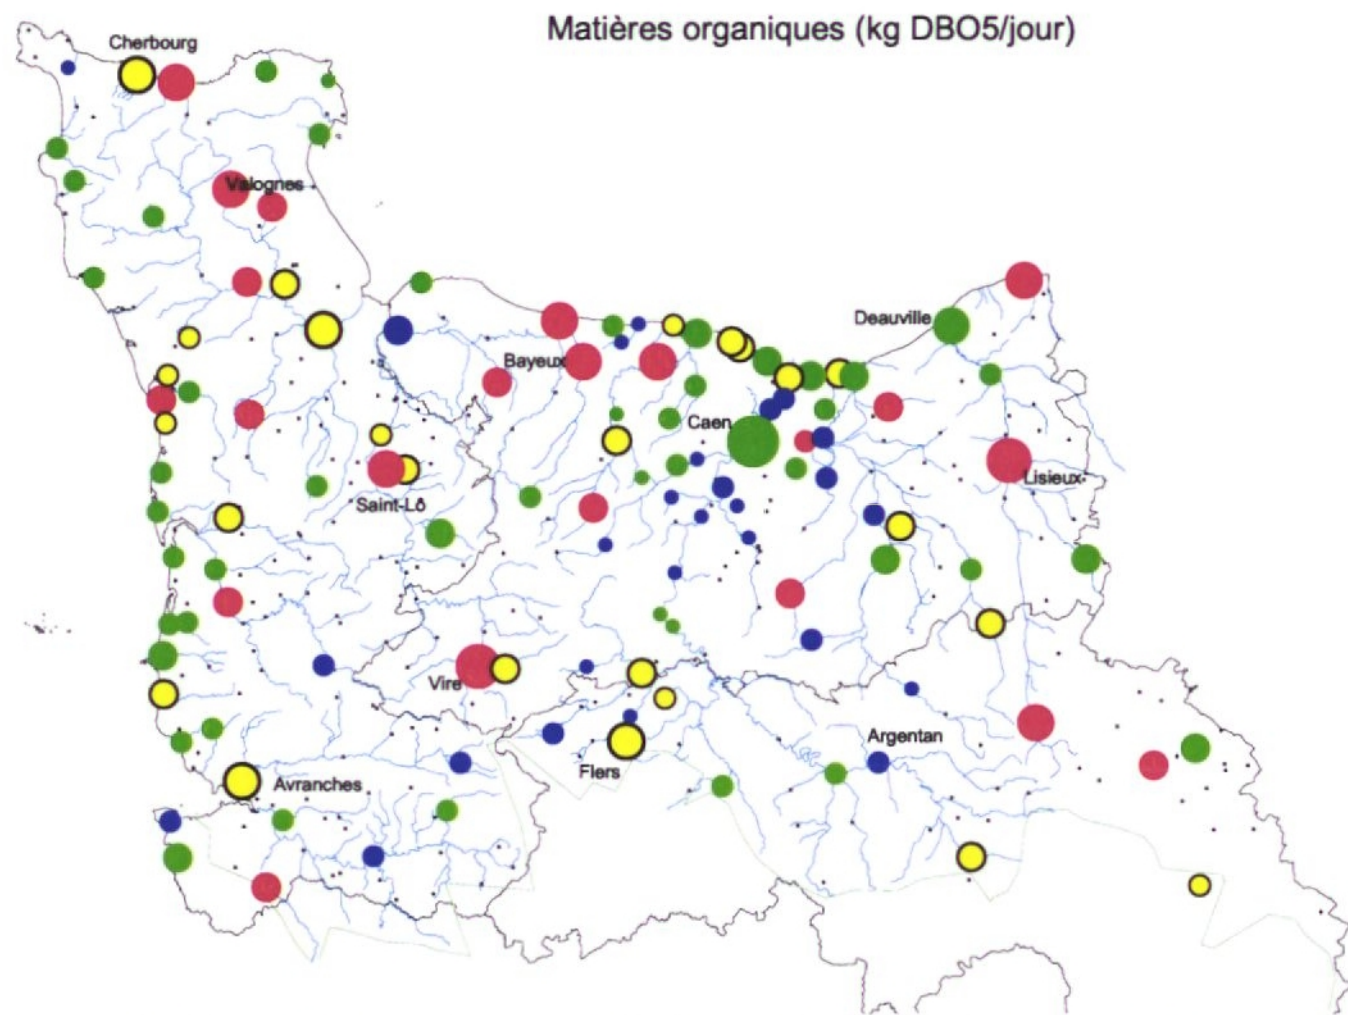 Matières organiques (kg DBO5/jour)
Cherbourg
Valognes
Deauville
Bayeux
Caen
Lisieux
Saint-Lô
Vire
Argentan
Flers
Avranches